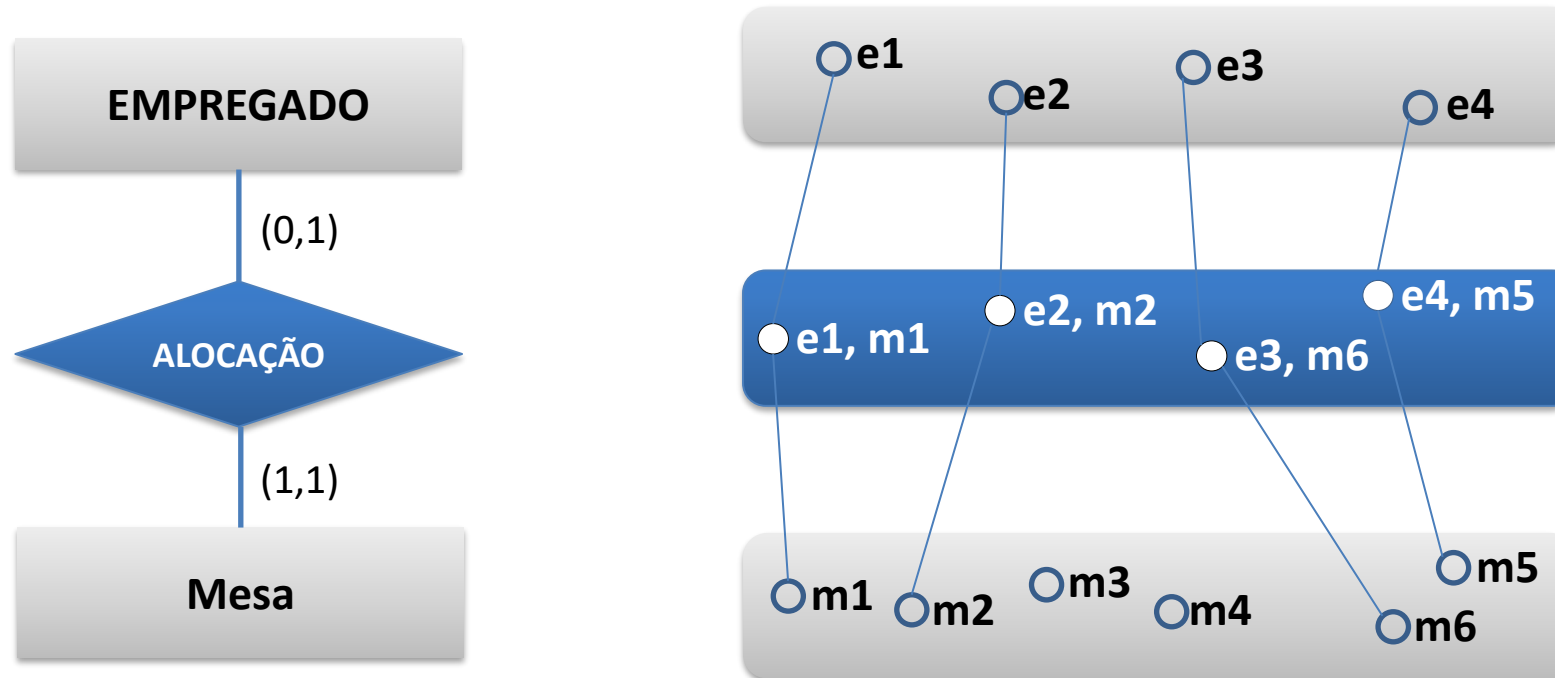 EMPREGADO
(0,1)
ALOCAÇÃO
(1,1)
Mesa
e1
e2
e3
e4
e1, m1
e2, m2
e3, m6
e4, m5
m1
m2
m3
m4
m5
m6